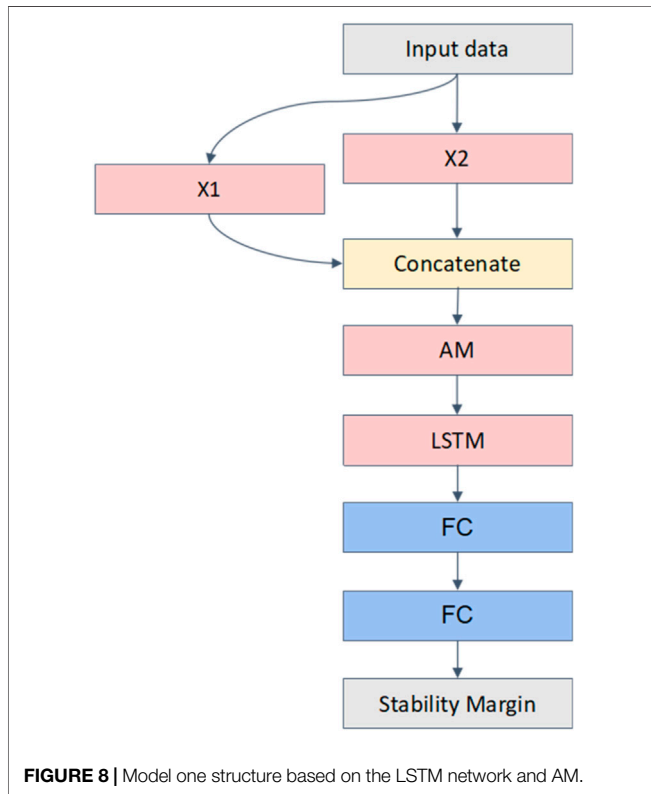 Input data
X1
X2
Concatenate
AM
LSTM
FC
FC
Stability Margin
FIGURE 8 | Model one structure based on the LSTM network and AM.